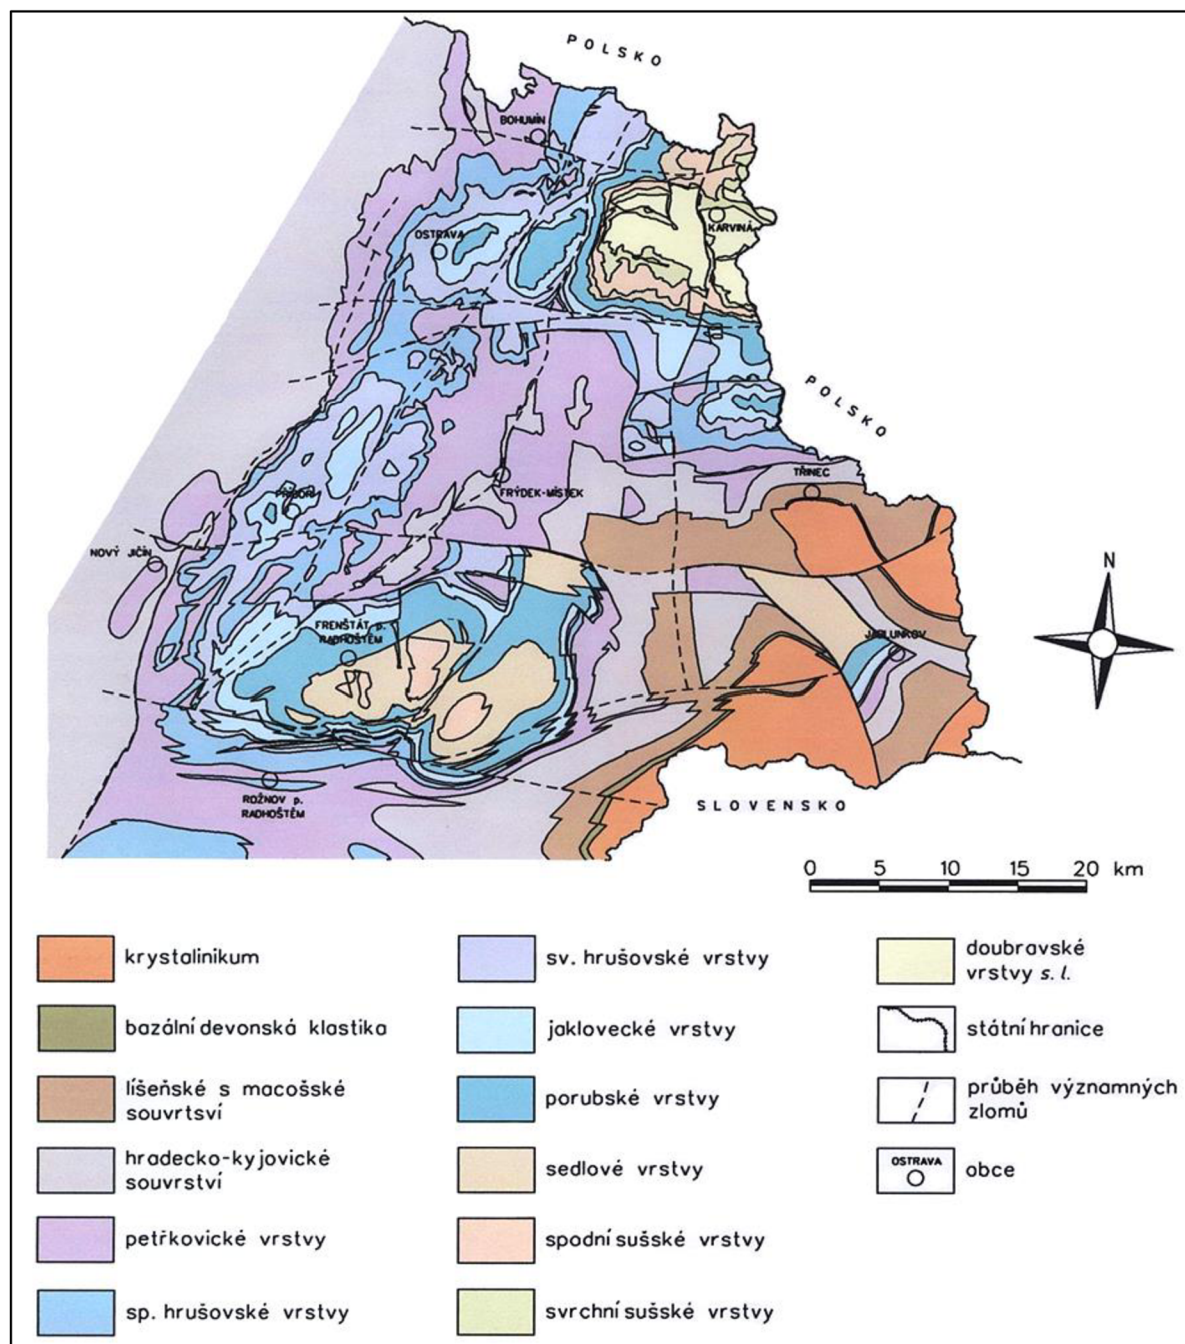 POLSKO
BOHUMÍN
KARVINÁ
OSTRAVA
POLSKO
TŘINEC
PŘÍBOR
FRÝDEK-MÍSTEK
NOVÝ JIČÍN
N
FRENŠTÁT p.
RADHOŠTĚM
JABLUNKOV
ROŽNOV p.
RADHOŠTĚM
SLOVENSKO
0 5 10 15 20 km
krystalinikum
bazální devonská klastika
líšeňské s macošské
souvrtsví
hradecko-kyjovické
souvrství
petřkovické vrstvy
sp. hrušovské vrstvy
sv. hrušovské vrstvy
jaklovecké vrstvy
porubské vrstvy
sedlové vrstvy
spodní sušské vrstvy
svrchní sušské vrstvy
doubravské
vrstvy s. l.
státní hranice
průběh významných
zlomů
OSTRAVA
obce